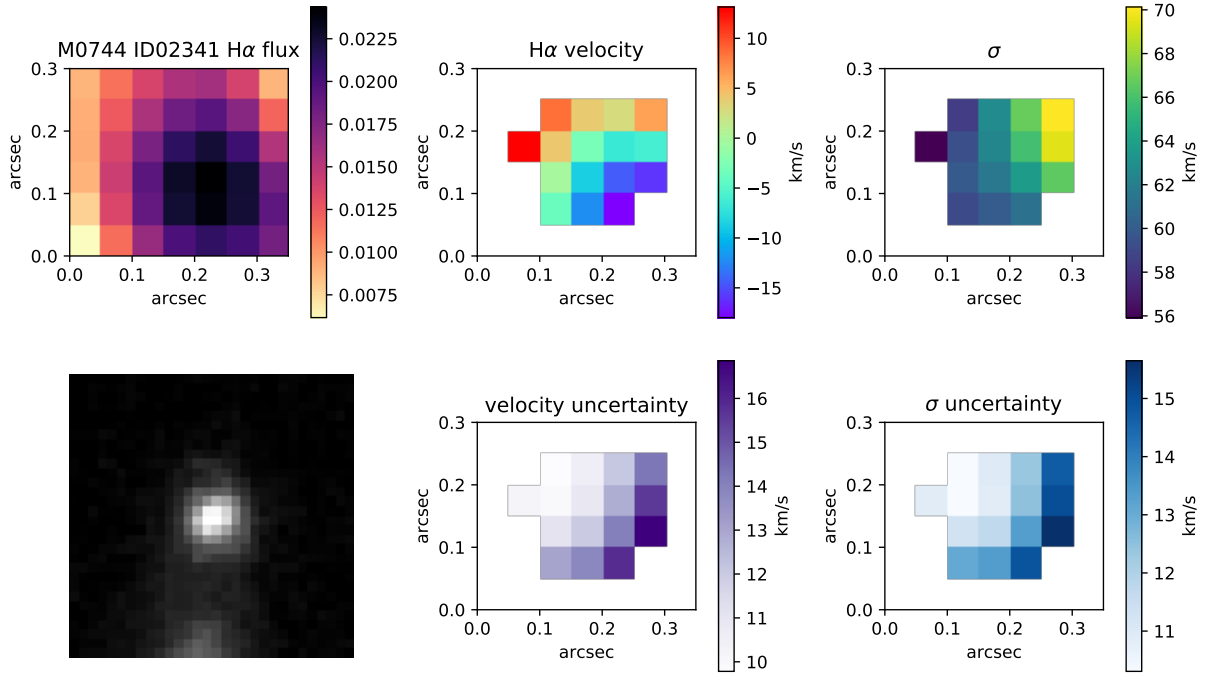 M0744 ID02341 Hα flux
0.3
0.2
0.1
0.0
arcsec
0.0 0.1 0.2 0.3
arcsec
0.0225
0.0200
0.0175
0.0150
0.0125
0.0100
0.0075
Hα velocity
0.3
0.2
0.1
0.0
arcsec
0.0 0.1 0.2 0.3
arcsec
10
5
0
−5
−10
−15
km/s
σ
0.3
0.2
0.1
0.0
arcsec
0.0 0.1 0.2 0.3
arcsec
70
68
66
64
62
60
58
56
km/s
velocity uncertainty
0.3
0.2
0.1
0.0
arcsec
0.0 0.1 0.2 0.3
arcsec
16
15
14
13
12
11
10
km/s
σ uncertainty
0.3
0.2
0.1
0.0
arcsec
0.0 0.1 0.2 0.3
arcsec
15
14
13
12
11
km/s